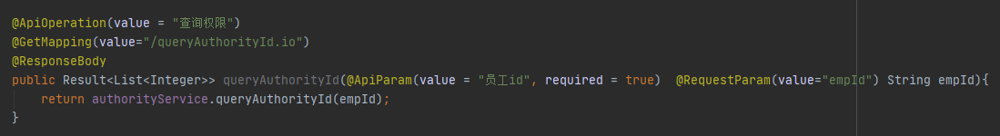 @ApiOperation(value = "查询权限")
@GetMapping(value="/queryAuthorityId.io")
@ResponseBody
public Result<List<Integer>> queryAuthorityId(@ApiParam(value = "员工id", required = true)  @RequestParam(value="empId") String empId){
    return authorityService.queryAuthorityId(empId);
}